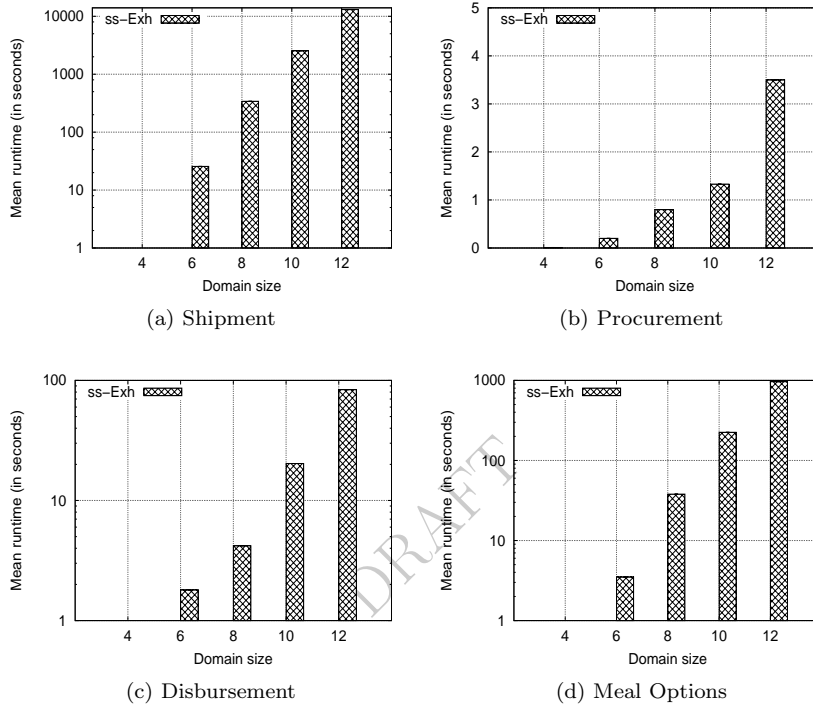 10000
1000
100
10
1
ss-Exh
4 6 8 10 12
Mean runtime (in seconds)
Domain size
(a) Shipment
5
4
3
2
1
0
ss-Exh
4 6 8 10 12
Mean runtime (in seconds)
Domain size
(b) Procurement
100
10
1
ss-Exh
4 6 8 10 12
Mean runtime (in seconds)
Domain size
(c) Disbursement
1000
100
10
1
ss-Exh
4 6 8 10 12
Mean runtime (in seconds)
Domain size
(d) Meal Options
DRAFT